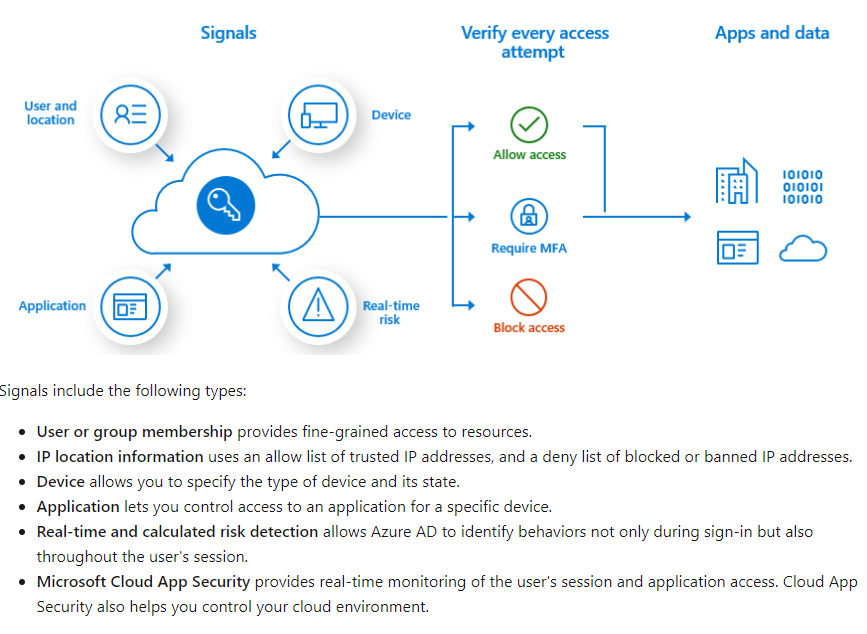 Signals
Verify every access
attempt
Apps and data
User and
location
Device
Allow access
101010
010101
101010
Require MFA
Application
Real-time
risk
Block access
Signals include the following types:
• User or group membership provides fine-grained access to resources.
• IP location information uses an allow list of trusted IP addresses, and a deny list of blocked or banned IP addresses.
• Device allows you to specify the type of device and its state.
• Application lets you control access to an application for a specific device.
• Real-time and calculated risk detection allows Azure AD to identify behaviors not only during sign-in but also
throughout the user's session.
• Microsoft Cloud App Security provides real-time monitoring of the user's session and application access. Cloud App
Security also helps you control your cloud environment.